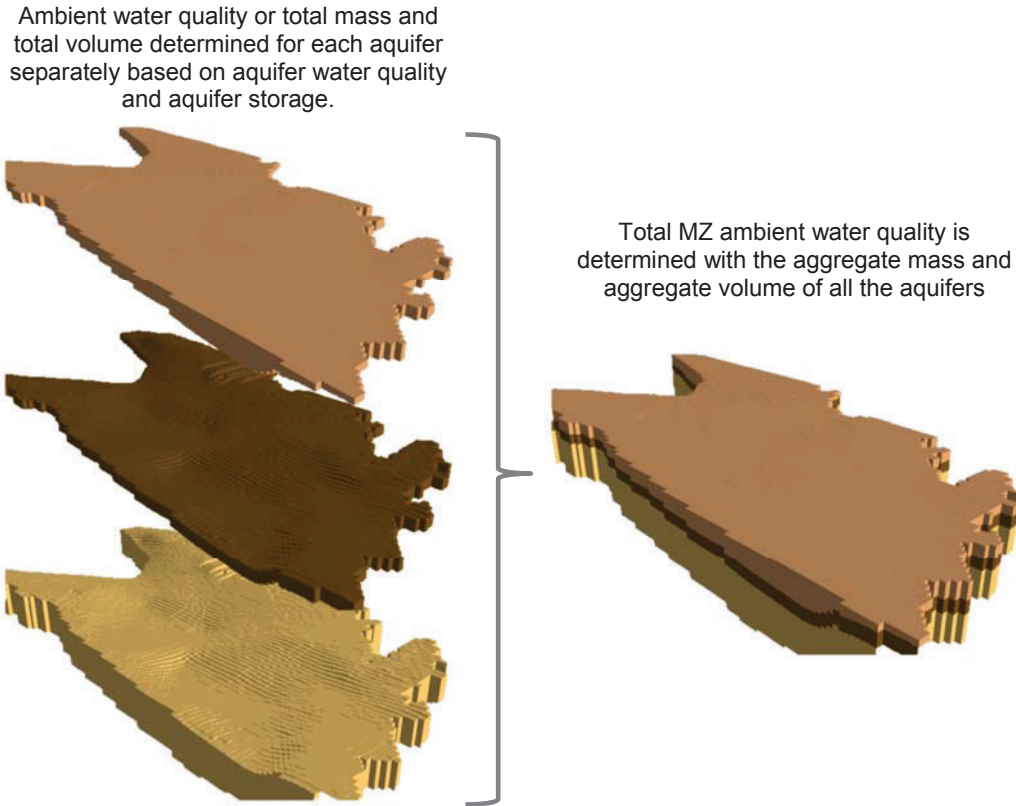 Ambient water quality or total mass and
total volume determined for each aquifer
separately based on aquifer water quality
and aquifer storage.
Total MZ ambient water quality is
determined with the aggregate mass and
aggregate volume of all the aquifers